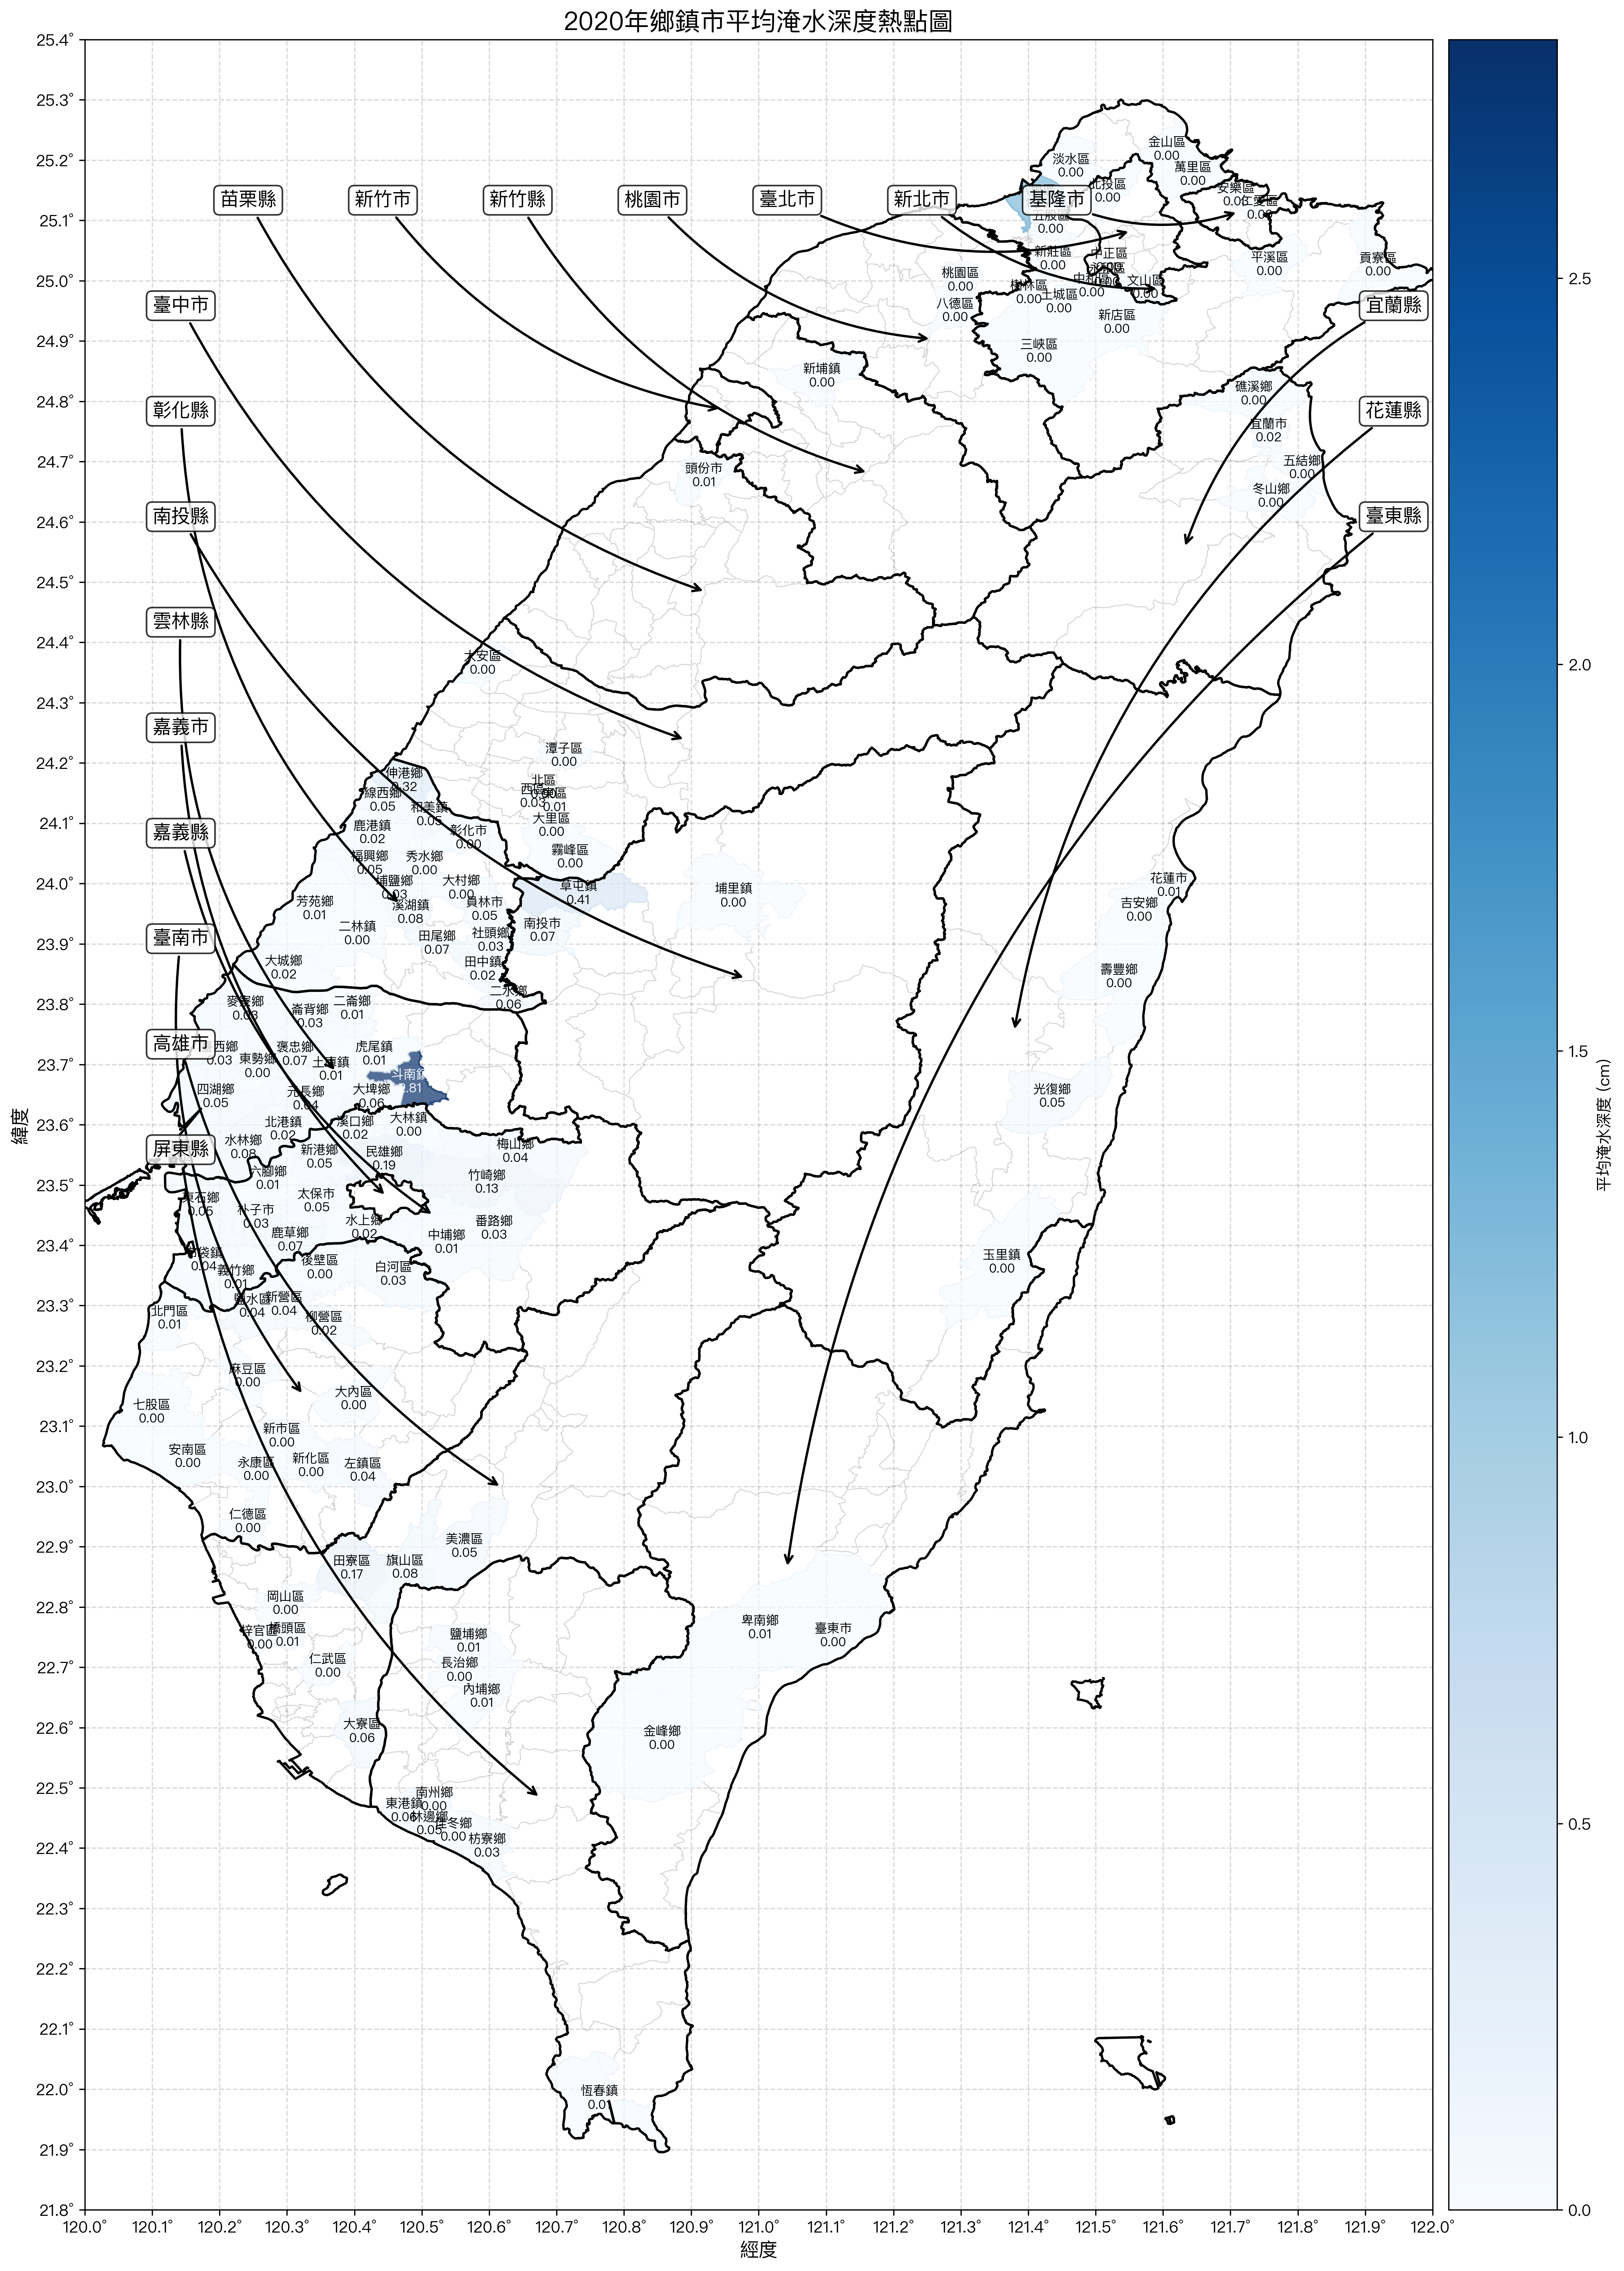 2020年鄉鎮市平均淹水深度熱點圖
25.4°
25.3°
25.2°
25.1°
25.0°
24.9°
24.8°
24.7°
24.6°
24.5°
24.4°
24.3°
24.2°
24.1°
24.0°
23.9°
23.8°
23.7°
23.6°
23.5°
23.4°
23.3°
23.2°
23.1°
23.0°
22.9°
22.8°
22.7°
22.6°
22.5°
22.4°
22.3°
22.2°
22.1°
22.0°
21.9°
21.8°
緯度
苗栗縣
新竹市
新竹縣
桃園市
臺北市
新北市
基隆市
臺中市
彰化縣
南投縣
雲林縣
嘉義市
嘉義縣
臺南市
高雄市
屏東縣
宜蘭縣
花蓮縣
臺東縣
金山區
0.00
淡水區
0.00
萬里區
0.00
北投區
0.00
安樂區
仁愛區
0.00
0.00
平溪區
0.00
貢寮區
0.00
新莊區
0.00
中正區
文山區
0.00
桃園區
0.00
八德區
0.00
樹林區
0.00
土城區
0.00
新店區
0.00
三峽區
0.00
新埔鎮
0.00
礁溪鄉
0.00
宜蘭市
0.02
五結鄉
0.00
冬山鄉
0.00
頭份市
0.01
大安區
0.00
潭子區
0.00
北區
0.03
0.01
大里區
0.00
霧峰區
0.00
伸港鄉
0.32
線西鄉
0.05
和美鎮
0.05
鹿港鎮
0.02
彰化市
0.00
福興鄉
0.05
秀水鄉
0.00
埔鹽鄉
0.03
大村鄉
0.00
芳苑鄉
0.01
溪湖鎮
0.08
員林市
0.05
二林鎮
0.00
田尾鄉
0.07
社頭鄉
0.03
大城鄉
0.02
田中鎮
0.02
二水鄉
0.06
草屯鎮
0.41
南投市
0.07
埔里鎮
0.00
花蓮市
0.01
吉安鄉
0.00
壽豐鄉
0.00
光復鄉
0.05
玉里鎮
0.00
麥寮鄉
0.03
崙背鄉
0.03
二崙鄉
0.01
西鄉
0.03
東勢鄉
0.00
褒忠鄉
0.07
土庫鎮
0.01
虎尾鎮
0.01
斗南鎮
.81
四湖鄉
0.05
元長鄉
0.04
大埤鄉
0.06
北港鎮
0.02
水林鄉
0.08
溪口鄉
0.02
大林鎮
0.00
新港鄉
0.05
民雄鄉
0.19
梅山鄉
0.04
六腳鄉
0.01
竹崎鄉
0.13
東石鄉
0.05
朴子市
0.03
太保市
0.05
鹿草鄉
0.07
水上鄉
0.02
中埔鄉
0.01
番路鄉
0.03
袋鎮
0.04
義竹鄉
0.01
後壁區
0.00
白河區
0.03
鹽水區
0.04
新營區
0.04
柳營區
0.02
北門區
0.01
麻豆區
0.00
大內區
0.00
七股區
0.00
新市區
0.00
安南區
0.00
永康區
0.00
新化區
0.00
左鎮區
0.04
仁德區
0.00
美濃區
0.05
田寮區
0.17
旗山區
0.08
岡山區
0.00
梓官區
0.00
橋頭區
0.01
仁武區
0.00
大寮區
0.06
鹽埔鄉
0.01
長治鄉
0.00
內埔鄉
0.01
南州鄉
0.00
東港鎮
0.06
林邊鄉
0.05
佳冬鄉
0.00
枋寮鄉
0.03
恆春鎮
0.01
卑南鄉
0.01
臺東市
0.00
金峰鄉
0.00
120.0°
120.1°
120.2°
120.3°
120.4°
120.5°
120.6°
120.7°
120.8°
120.9°
121.0°
121.1°
121.2°
121.3°
121.4°
121.5°
121.6°
121.7°
121.8°
121.9°
122.0°
經度
2.5
2.0
1.5
1.0
0.5
0.0
平均淹水深度 (cm)